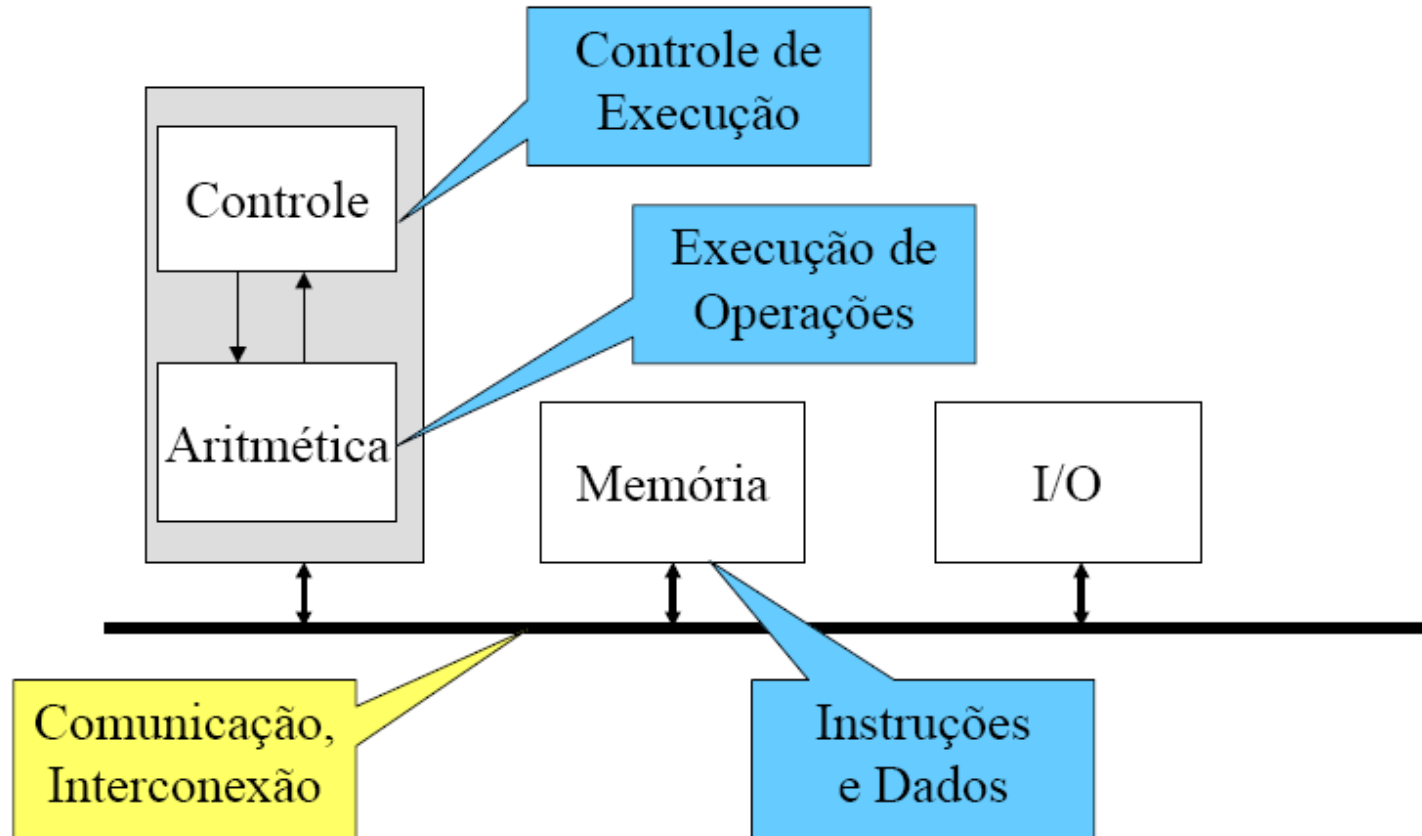 Controle de
Execução
Controle
Execução de
Operações
Aritmética
Memória
I/O
Comunicação,
Interconexão
Instruções
e Dados